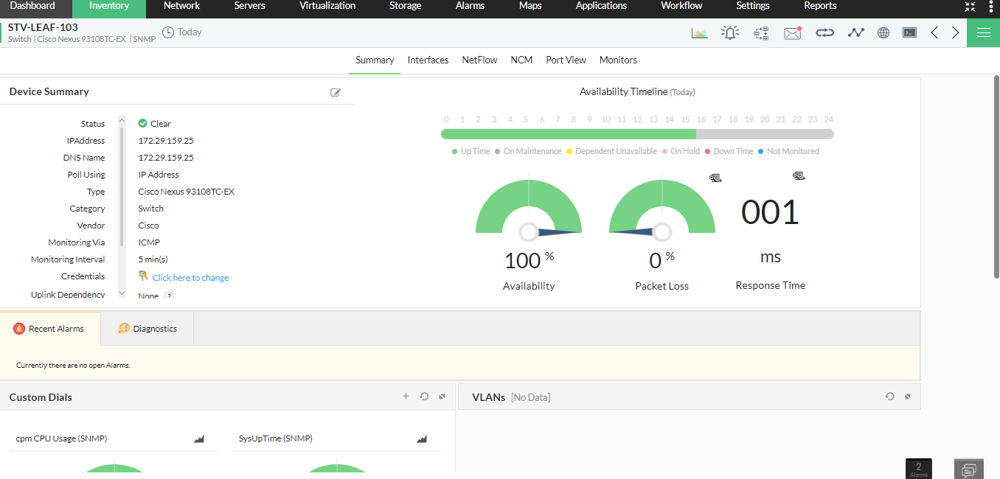 Dashboard Inventory Network Servers Virtualization Storage Alarms Maps Applications Workflow Settings Reports
STV-LEAF-103
Switch | Cisco Nexus 93108TC-EX | SNMP
Today
Summary Interfaces NetFlow NCM Port View Monitors
Device Summary
Status Clear
IPAddress 172.29.159.25
DNS Name 172.29.159.25
Poll Using IP Address
Type Cisco Nexus 93108TC-EX
Category Switch
Vendor Cisco
Monitoring Via ICMP
Monitoring Interval 5 min(s)
Credentials Click here to change
Uplink Dependency None ?
Availability Timeline (Today)
0 1 2 3 4 5 6 7 8 9 10 11 12 13 14 15 16 17 18 19 20 21 22 23 24
Up Time On Maintenance Dependent Unavailable On Hold Down Time Not Monitored
100 % 0 % 001 ms
Availability Packet Loss Response Time
Recent Alarms Diagnostics
Currently there are no open Alarms.
Custom Dials
VLANs [No Data]
cpm CPU Usage (SNMP) SysUpTime (SNMP)
2
Alarms